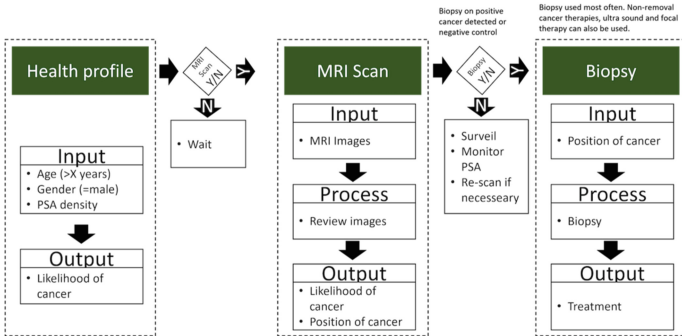 Biopsy on positive
cancer detected or
negative control
Biopsy used most often. Non-removal
cancer therapies, ultra sound and focal
therapy can also be used.
Health profile
MRI
Scan
Y/N
Y
N
• Wait
Input
• Age (>X years)
• Gender (=male)
• PSA density
Output
• Likelihood of
cancer
MRI Scan
Input
• MRI Images
Process
• Review images
Output
• Likelihood of
cancer
• Position of cancer
Biopsy
Y/N
Y
N
• Surveil
• Monitor
PSA
• Re-scan if
necesseary
Biopsy
Input
• Position of cancer
Process
• Biopsy
Output
• Treatment